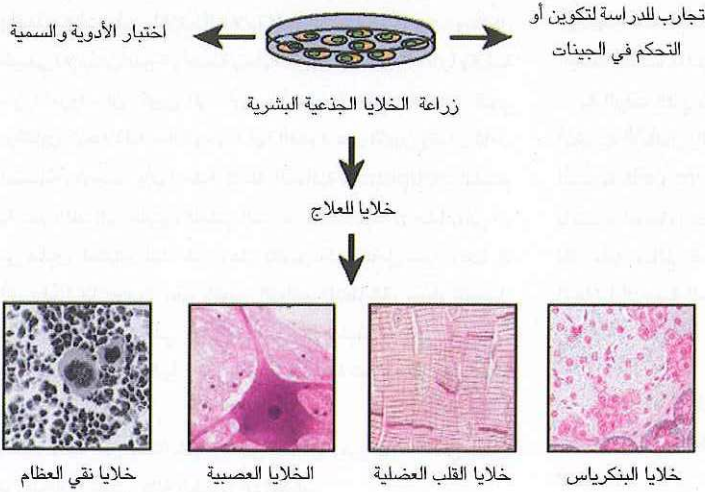 تجارب للدراسة لتكوين أو
التحكم في الجينات
اختبار الأدوية والسمية
زراعة الخلايا الجذعية البشرية
خلايا للعلاج
خلايا البنكرياس
خلايا القلب العضلية
الخلايا العصبية
خلايا نقي العظام